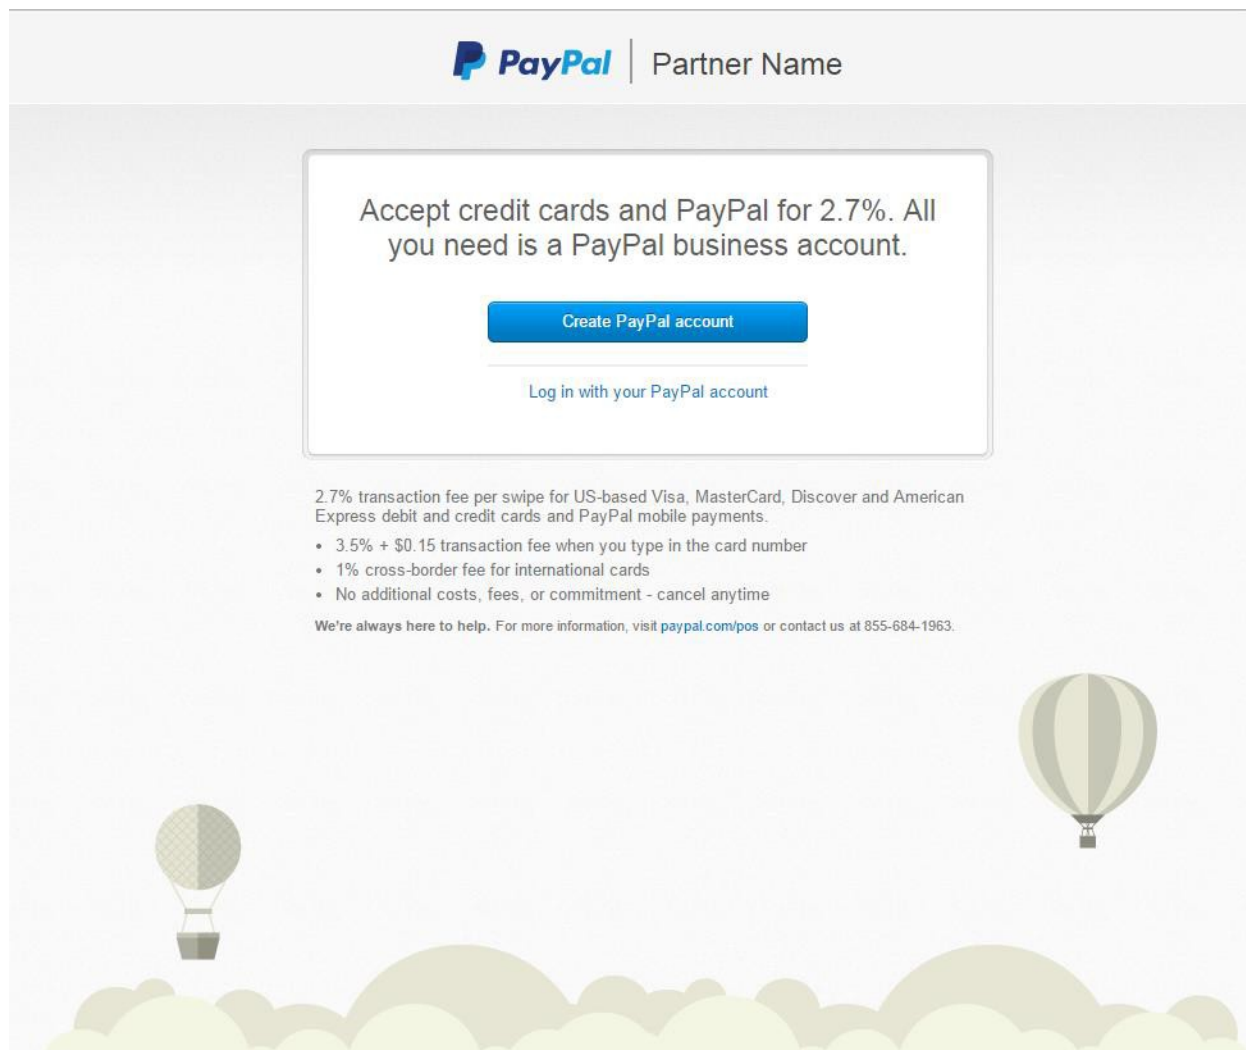 PayPal | Partner Name
Accept credit cards and PayPal for 2.7%. All
you need is a PayPal business account.
Create PayPal account
Log in with your PayPal account
2.7% transaction fee per swipe for US-based Visa, MasterCard, Discover and American
Express debit and credit cards and PayPal mobile payments.
• 3.5% + $0.15 transaction fee when you type in the card number
• 1% cross-border fee for international cards
• No additional costs, fees, or commitment - cancel anytime
We're always here to help. For more information, visit paypal.com/pos or contact us at 855-684-1963.